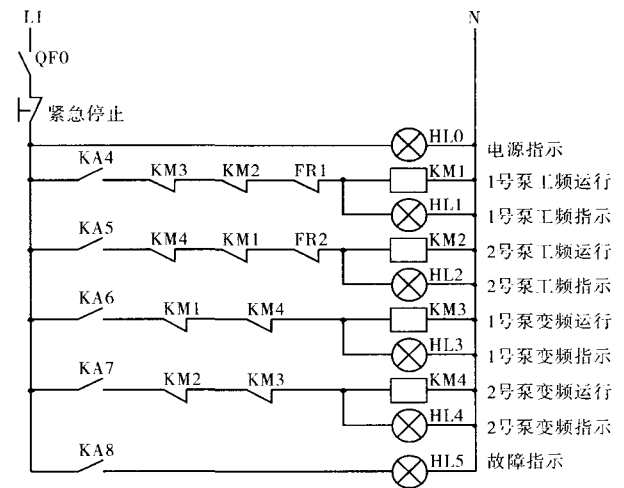 L1 N
QF0
紧急停止
HL0 电源指示
KA4 KM3 KM2 FR1 KM1 1号泵工频运行
HL1 1号泵工频指示
KA5 KM4 KM1 FR2 KM2 2号泵工频运行
HL2 2号泵工频指示
KA6 KM1 KM4 KM3 1号泵变频运行
HL3 1号泵变频指示
KA7 KM2 KM3 KM4 2号泵变频运行
HL4 2号泵变频指示
KA8 HL5 故障指示